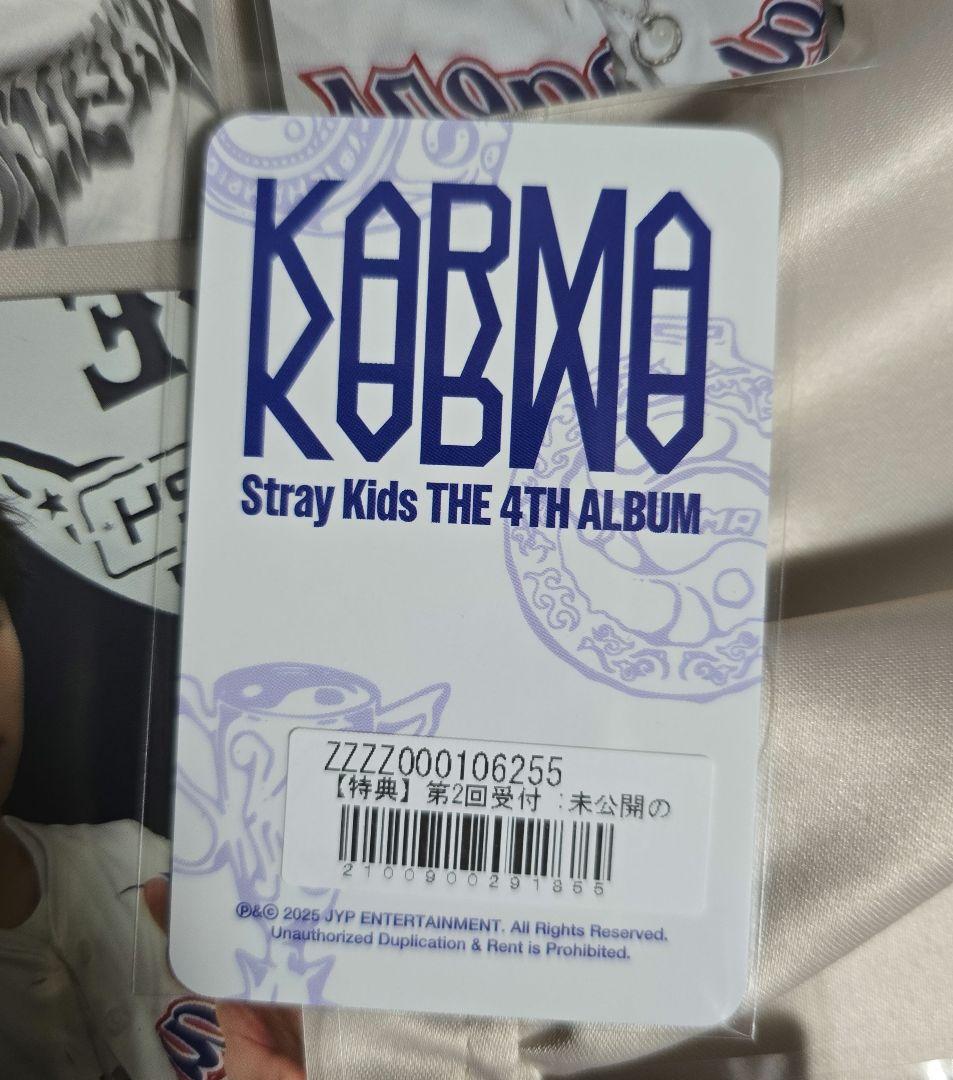 KARMA
Stray Kids THE 4TH ALBUM
ZZZZ000106255
【特典】第2回受付:未公開の
2100900291855
Ⓟ&© 2025 JYP ENTERTAINMENT. All Rights Reserved.
Unauthorized Duplication & Rent is Prohibited.